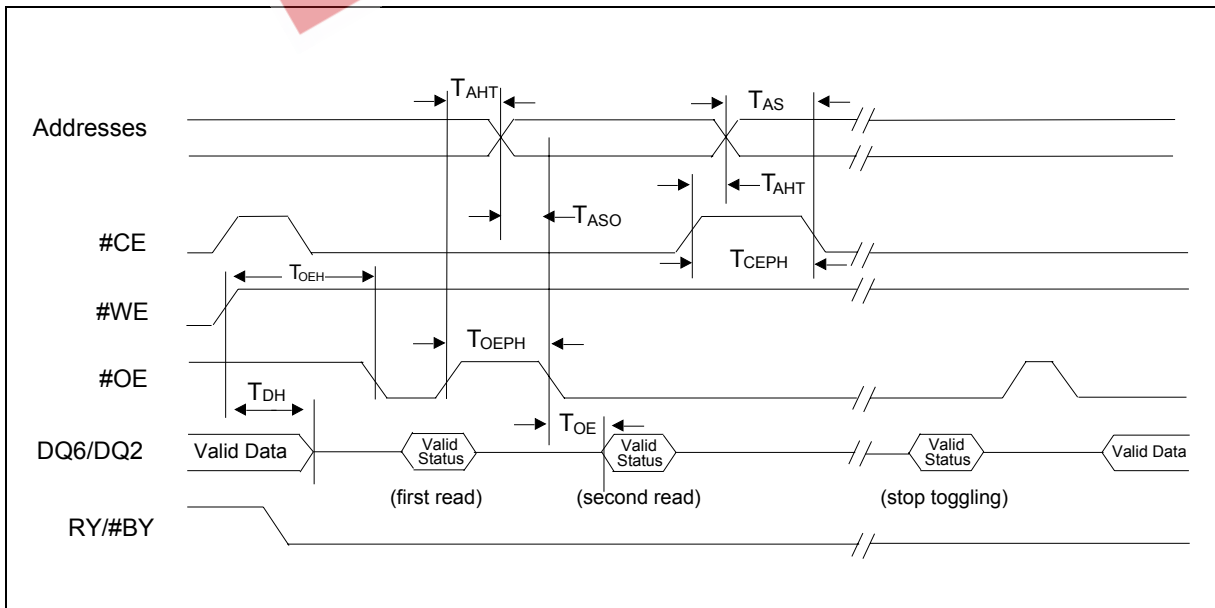 TAHT
TAS
Addresses
TAHT
TASO
#CE
TCEPH
TOEH
#WE
TOEPH
#OE
TDH
TOE
DQ6/DQ2
Valid Data
Valid
Status
Valid
Status
Valid
Status
Valid Data
(first read)
(second read)
(stop toggling)
RY/#BY